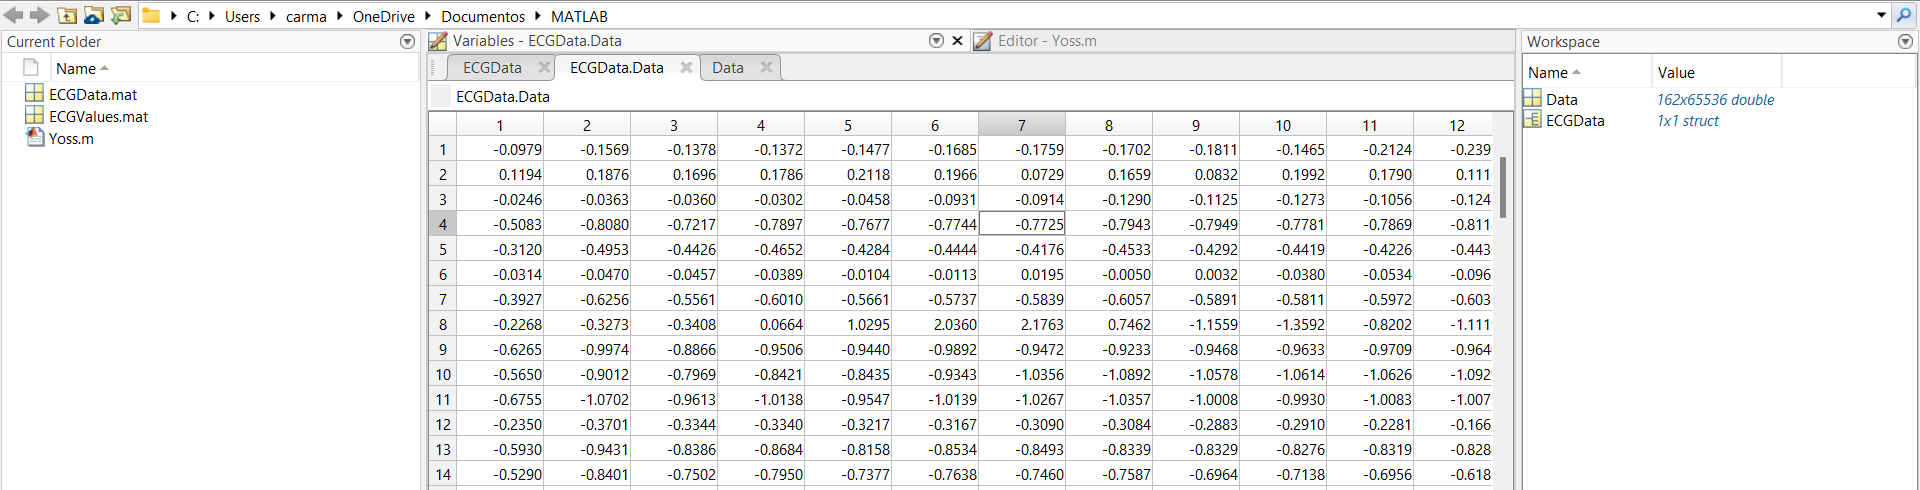 C: Users carma OneDrive Documentos MATLAB
Current Folder
Name
ECGData.mat
ECGValues.mat
Yoss.m
Variables - ECGData.Data
Editor - Yoss.m
ECGData ECGData.Data Data
ECGData.Data
1 2 3 4 5 6 7 8 9 10 11 12
1 -0.0979 -0.1569 -0.1378 -0.1372 -0.1477 -0.1685 -0.1759 -0.1702 -0.1811 -0.1465 -0.2124 -0.239
2 0.1194 0.1876 0.1696 0.1786 0.2118 0.1966 0.0729 0.1659 0.0832 0.1992 0.1790 0.111
3 -0.0246 -0.0363 -0.0360 -0.0302 -0.0458 -0.0931 -0.0914 -0.1290 -0.1125 -0.1273 -0.1056 -0.124
4 -0.5083 -0.8080 -0.7217 -0.7897 -0.7677 -0.7744 -0.7725 -0.7943 -0.7949 -0.7781 -0.7869 -0.811
5 -0.3120 -0.4953 -0.4426 -0.4652 -0.4284 -0.4444 -0.4176 -0.4533 -0.4292 -0.4419 -0.4226 -0.443
6 -0.0314 -0.0470 -0.0457 -0.0389 -0.0104 -0.0113 0.0195 -0.0050 0.0032 -0.0380 -0.0534 -0.096
7 -0.3927 -0.6256 -0.5561 -0.6010 -0.5661 -0.5737 -0.5839 -0.6057 -0.5891 -0.5811 -0.5972 -0.603
8 -0.2268 -0.3273 -0.3408 0.0664 1.0295 2.0360 2.1763 0.7462 -1.1559 -1.3592 -0.8202 -1.111
9 -0.6265 -0.9974 -0.8866 -0.9506 -0.9440 -0.9892 -0.9472 -0.9233 -0.9468 -0.9633 -0.9709 -0.964
10 -0.5650 -0.9012 -0.7969 -0.8421 -0.8435 -0.9343 -1.0356 -1.0892 -1.0578 -1.0614 -1.0626 -1.092
11 -0.6755 -1.0702 -0.9613 -1.0138 -0.9547 -1.0139 -1.0267 -1.0357 -1.0008 -0.9930 -1.0083 -1.007
12 -0.2350 -0.3701 -0.3344 -0.3340 -0.3217 -0.3167 -0.3090 -0.3084 -0.2883 -0.2910 -0.2281 -0.166
13 -0.5930 -0.9431 -0.8386 -0.8684 -0.8158 -0.8534 -0.8493 -0.8339 -0.8329 -0.8276 -0.8319 -0.828
14 -0.5290 -0.8401 -0.7502 -0.7950 -0.7377 -0.7638 -0.7460 -0.7587 -0.6964 -0.7138 -0.6956 -0.618
Workspace
Name Value
Data 162x65536 double
ECGData 1x1 struct